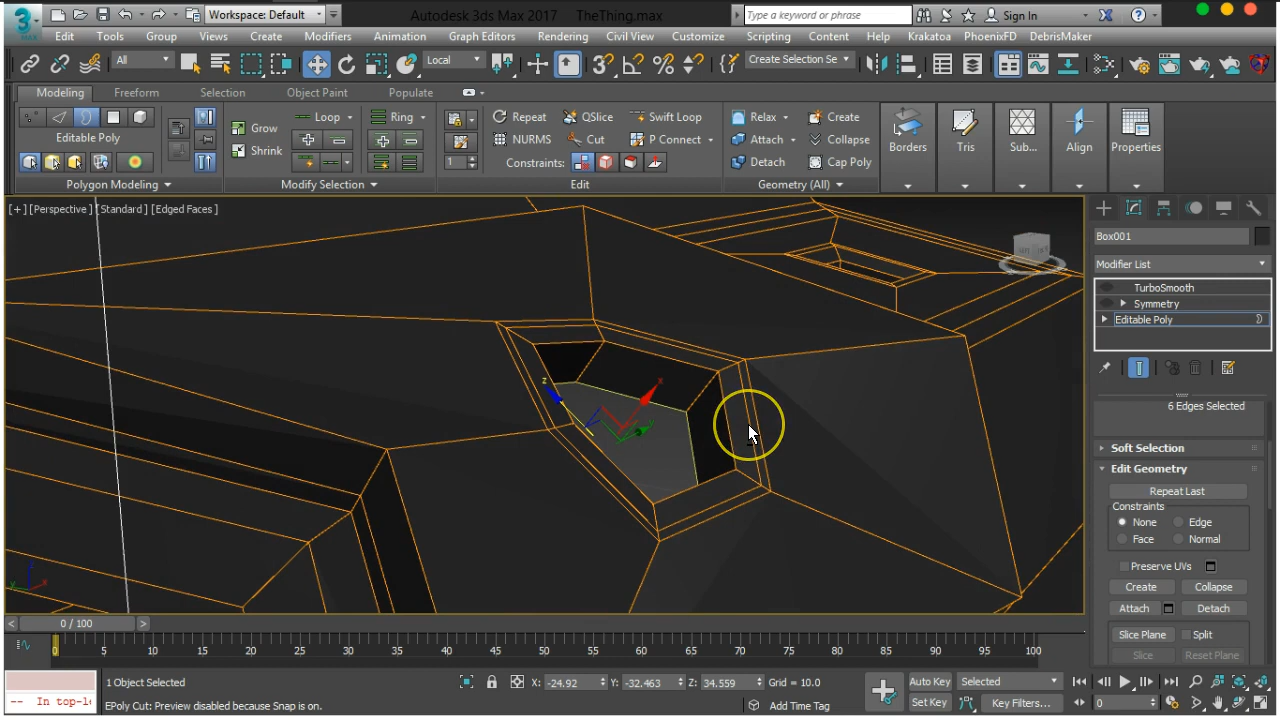 Workspace: Default
Autodesk 3ds Max 2017 TheThing.max
Type a keyword or phrase
Sign In
3
MAX
Edit Tools Group Views Create Modifiers Animation Graph Editors Rendering Civil View Customize Scripting Content Help Krakatoa PhoenixFD DebrisMaker
All
Local
Create Selection Se
Modeling Freeform Selection Object Paint Populate
Editable Poly
Polygon Modeling
Grow
Shrink
Loop
Ring
Modify Selection
1
Repeat QSlice Swift Loop
NURMS Cut P Connect
Constraints:
Edit
Relax Create
Attach Collapse
Detach Cap Poly
Geometry (All)
Borders Tris Sub... Align Properties
[+] [Perspective] [Standard] [Edged Faces]
z
x
Box001
Modifier List
TurboSmooth
Symmetry
Editable Poly
6 Edges Selected
Soft Selection
Edit Geometry
Repeat Last
Constraints
None Edge
Face Normal
Preserve UVs
Create Collapse
Attach Detach
Slice Plane Split
Slice Reset Plane
0 / 100
0 5 10 15 20 25 30 35 40 45 50 55 60 65 70 75 80 85 90 95 100
1 Object Selected
X: -24.92 Y: -32.463 Z: 34.559 Grid = 10.0
Auto Key Selected
-- In top-le
EPoly Cut: Preview disabled because Snap is on.
Add Time Tag
Set Key Key Filters...
0